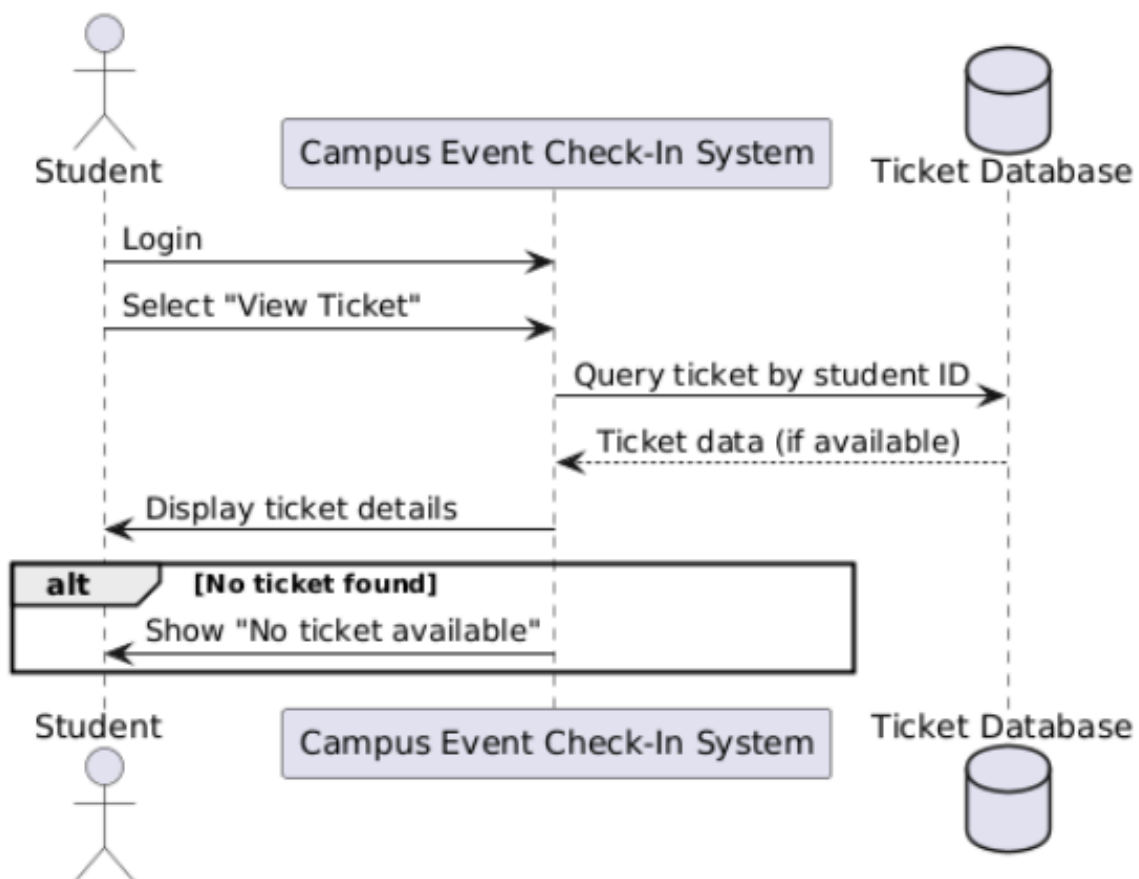 Student
Campus Event Check-In System
Ticket Database
Login
Select "View Ticket"
Query ticket by student ID
Ticket data (if available)
Display ticket details
alt [No ticket found]
Show "No ticket available"
Student
Campus Event Check-In System
Ticket Database